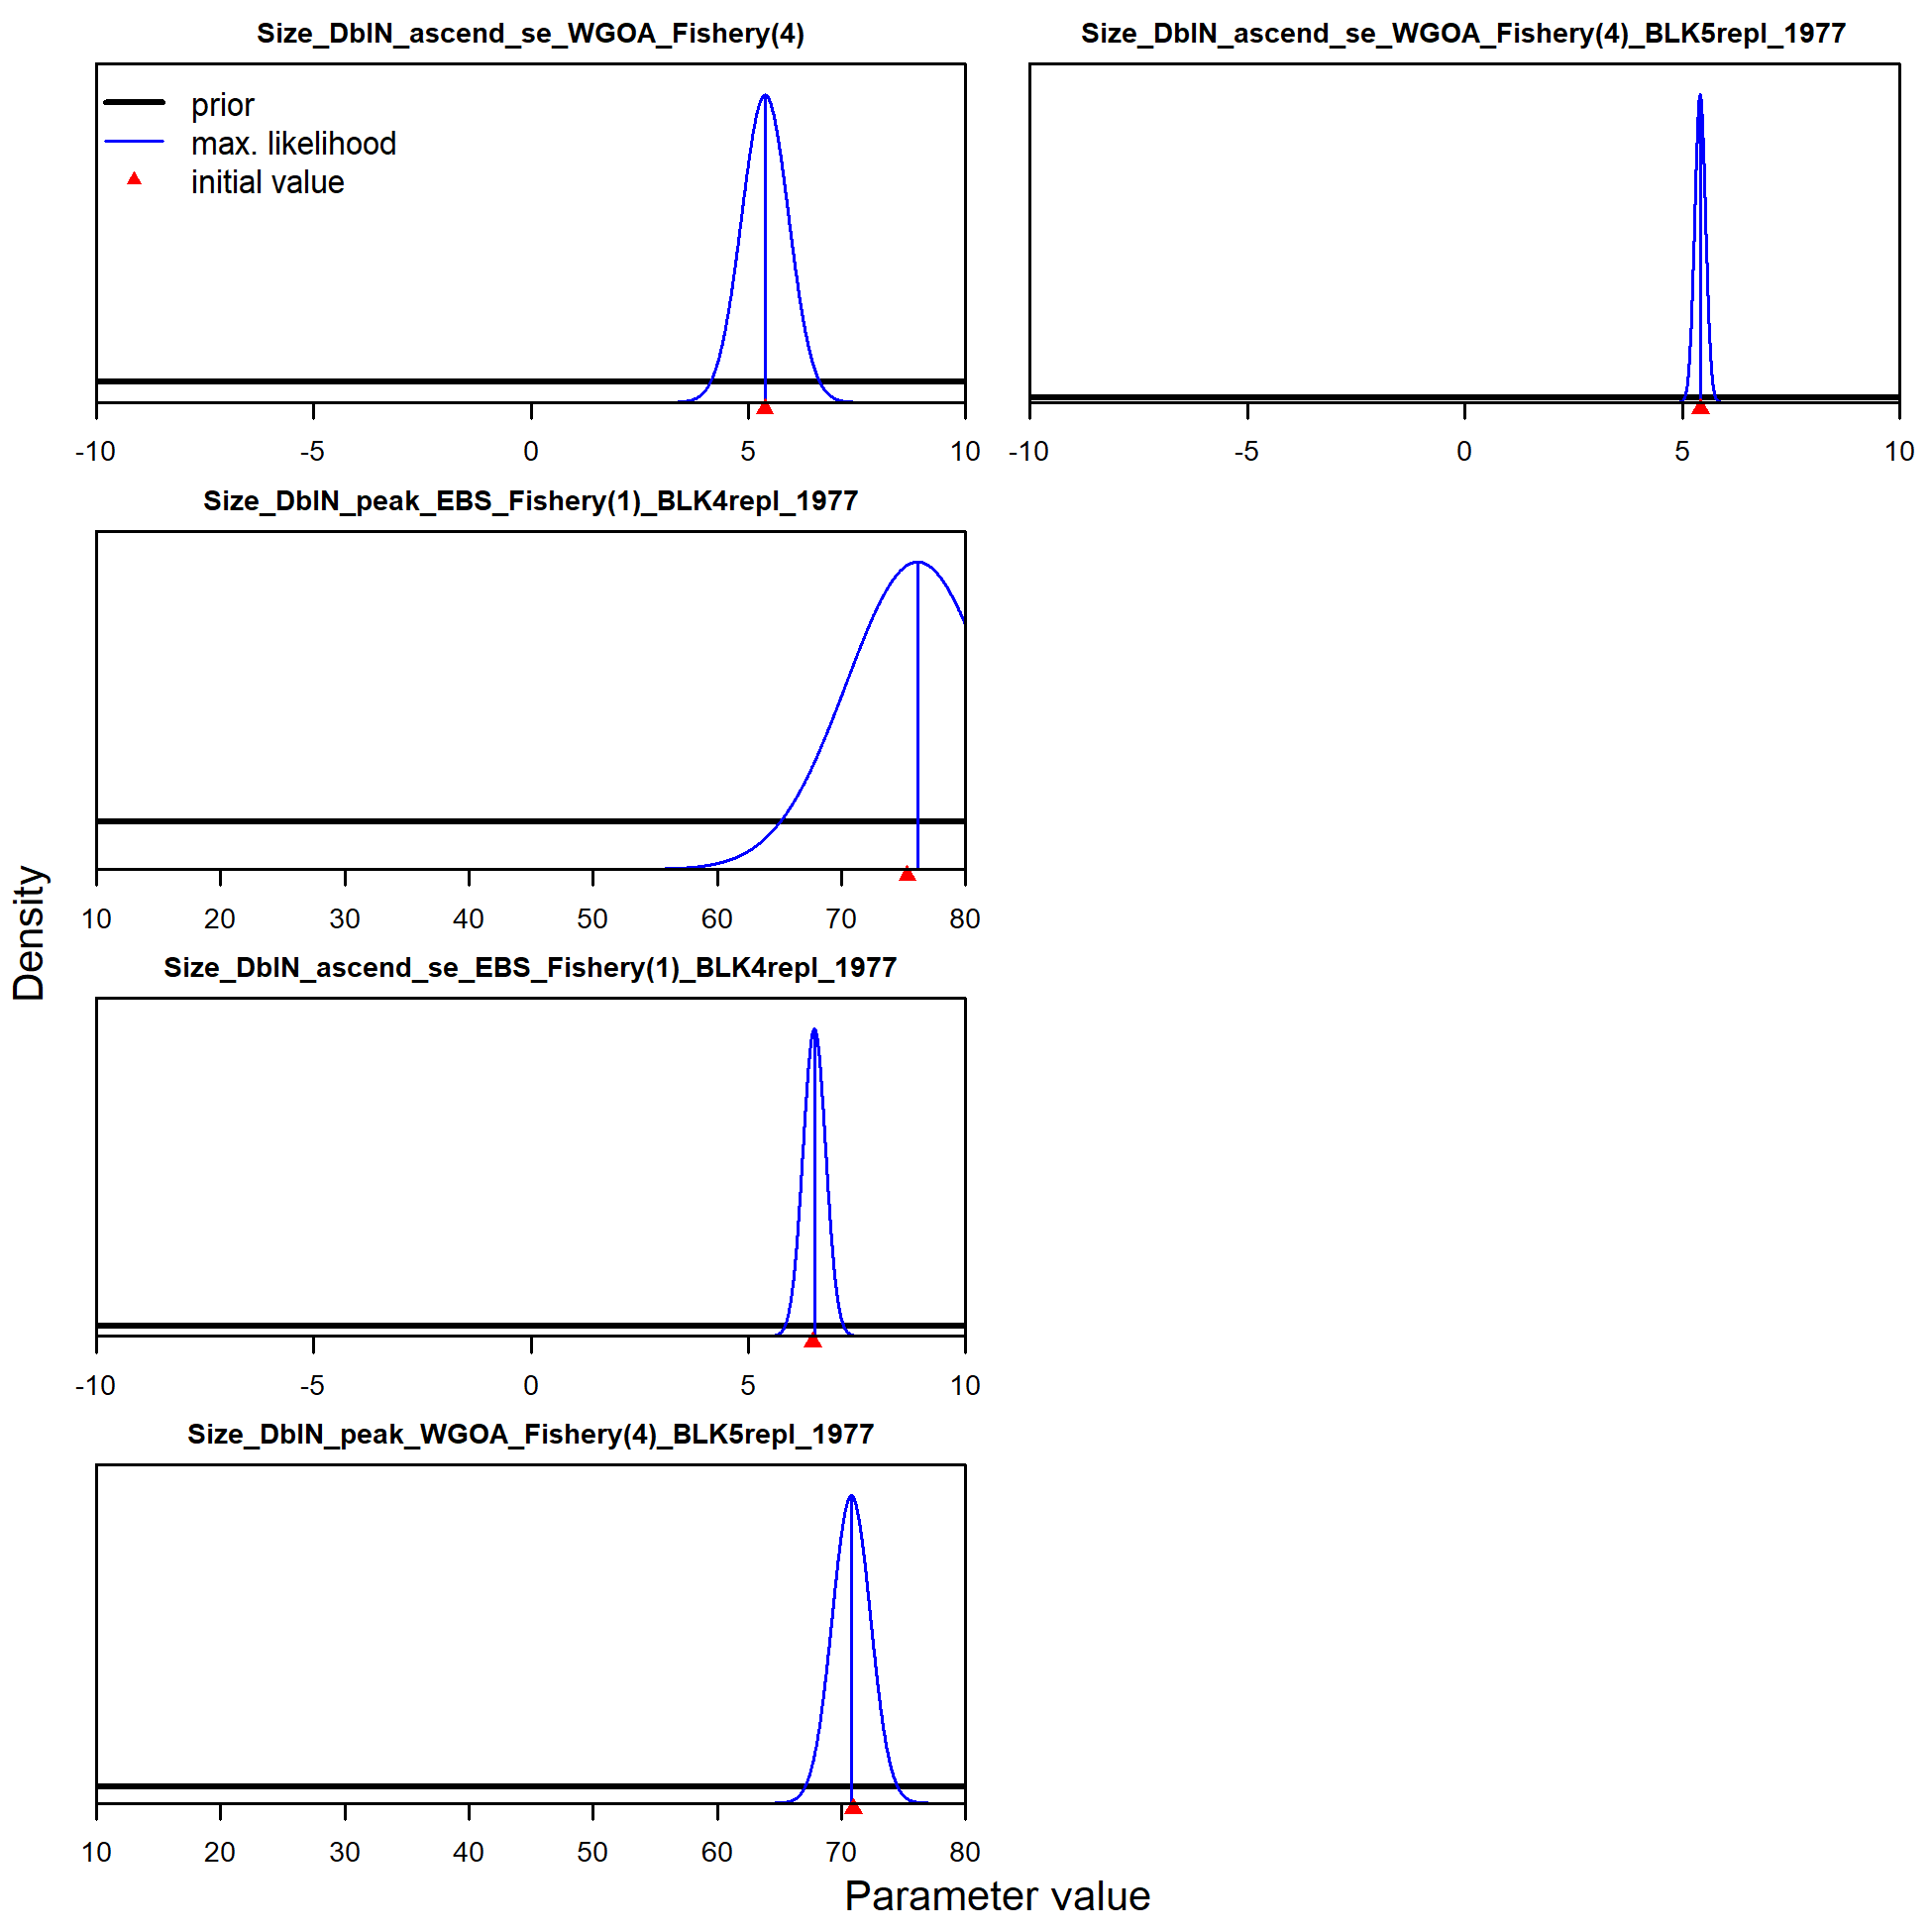 Size_DblN_ascend_se_WGOA_Fishery(4)
prior
max. likelihood
initial value
-10 -5 0 5 10
Size_DblN_ascend_se_WGOA_Fishery(4)_BLK5repl_1977
-10 -5 0 5 10
Size_DblN_peak_EBS_Fishery(1)_BLK4repl_1977
10 20 30 40 50 60 70 80
Size_DblN_ascend_se_EBS_Fishery(1)_BLK4repl_1977
-10 -5 0 5 10
Size_DblN_peak_WGOA_Fishery(4)_BLK5repl_1977
10 20 30 40 50 60 70 80
Density
Parameter value